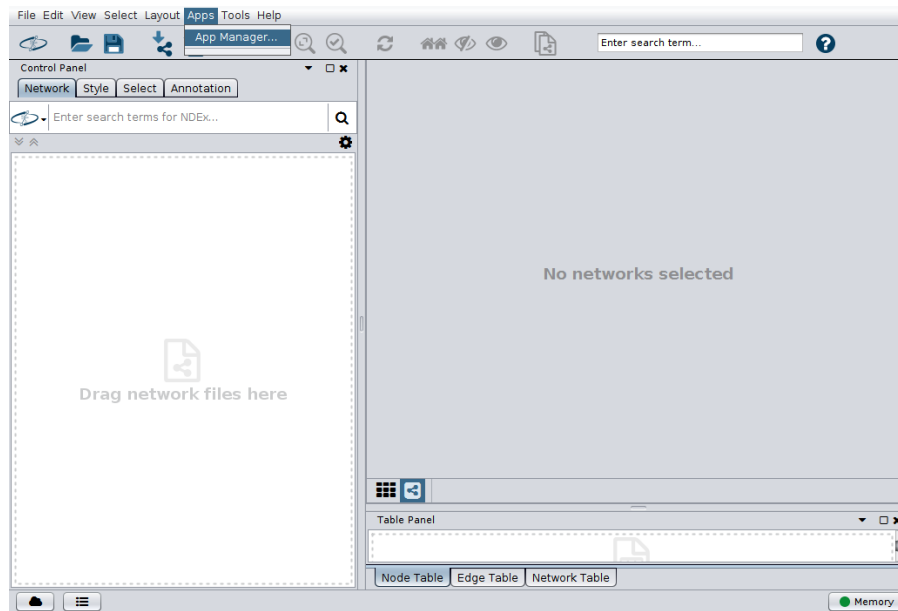 File Edit View Select Layout Apps Tools Help
App Manager...
Enter search term...
Control Panel
Network Style Select Annotation
Enter search terms for NDEx...
No networks selected
Drag network files here
Table Panel
Node Table Edge Table Network Table
Memory